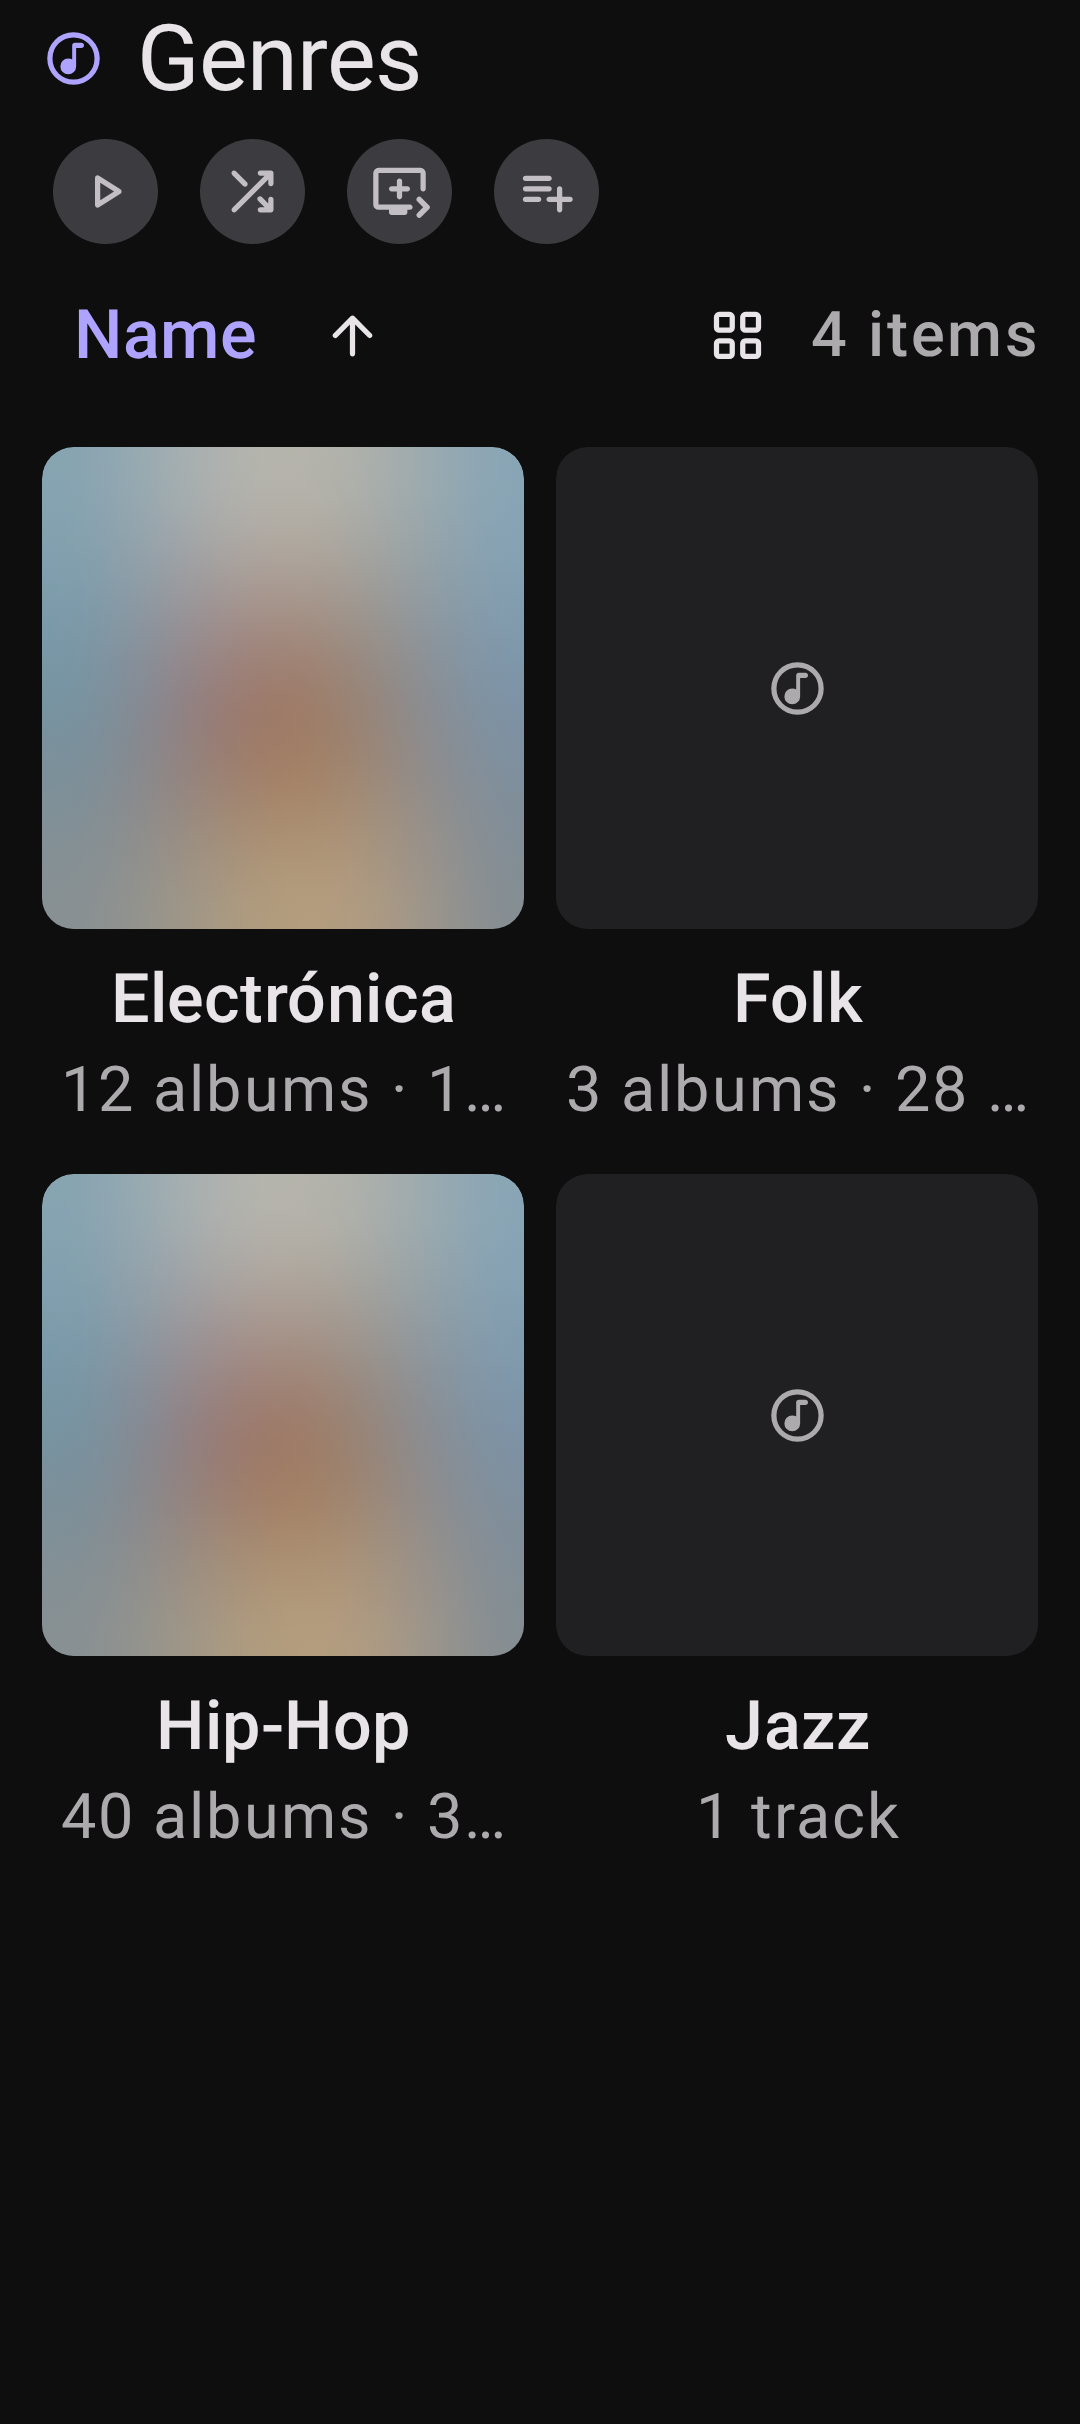 Genres
Name
4 items
Electrónica
Folk
12 albums · 1…
3 albums · 28 …
Hip-Hop
Jazz
40 albums · 3…
1 track